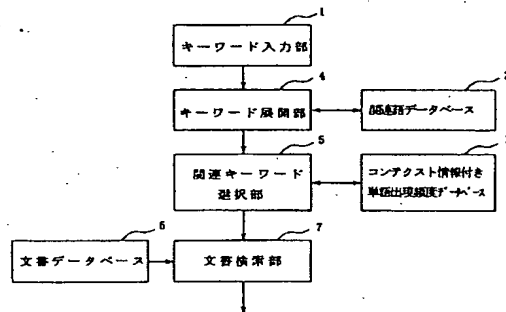 1
キーワード入力部
4
キーワード展開部
関連語データベース
5
関連キーワード
選択部
コンテクスト情報付き
単語出現頻度データベース
6
文書データベース
7
文書検索部